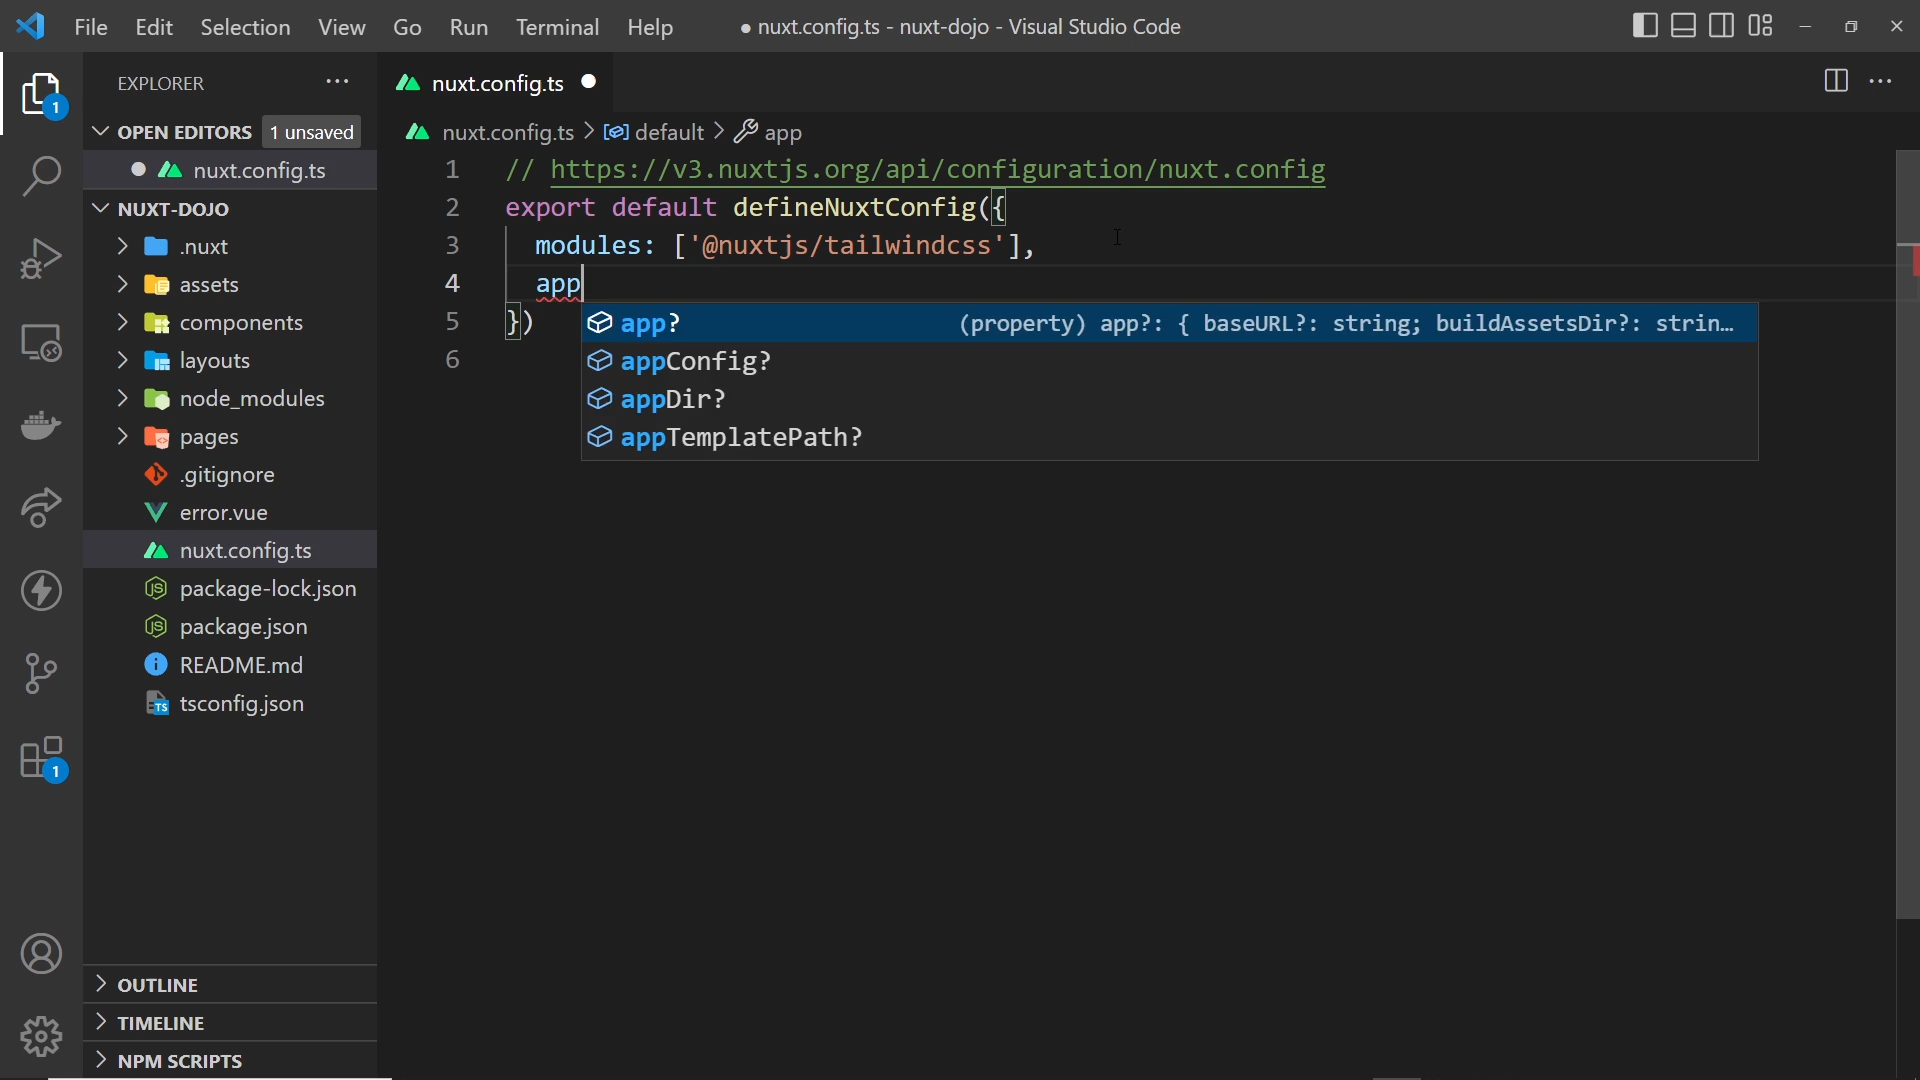 File Edit Selection View Go Run Terminal Help
● nuxt.config.ts - nuxt-dojo - Visual Studio Code
EXPLORER
OPEN EDITORS 1 unsaved
nuxt.config.ts
NUXT-DOJO
.nuxt
assets
components
layouts
node_modules
pages
.gitignore
error.vue
nuxt.config.ts
package-lock.json
package.json
README.md
tsconfig.json
OUTLINE
TIMELINE
NPM SCRIPTS
1
1
nuxt.config.ts
nuxt.config.ts > default > app
1 // https://v3.nuxtjs.org/api/configuration/nuxt.config
2 export default defineNuxtConfig({
3 modules: ['@nuxtjs/tailwindcss'],
4 app
5 })
6
app? (property) app?: { baseURL?: string; buildAssetsDir?: strin…
appConfig?
appDir?
appTemplatePath?